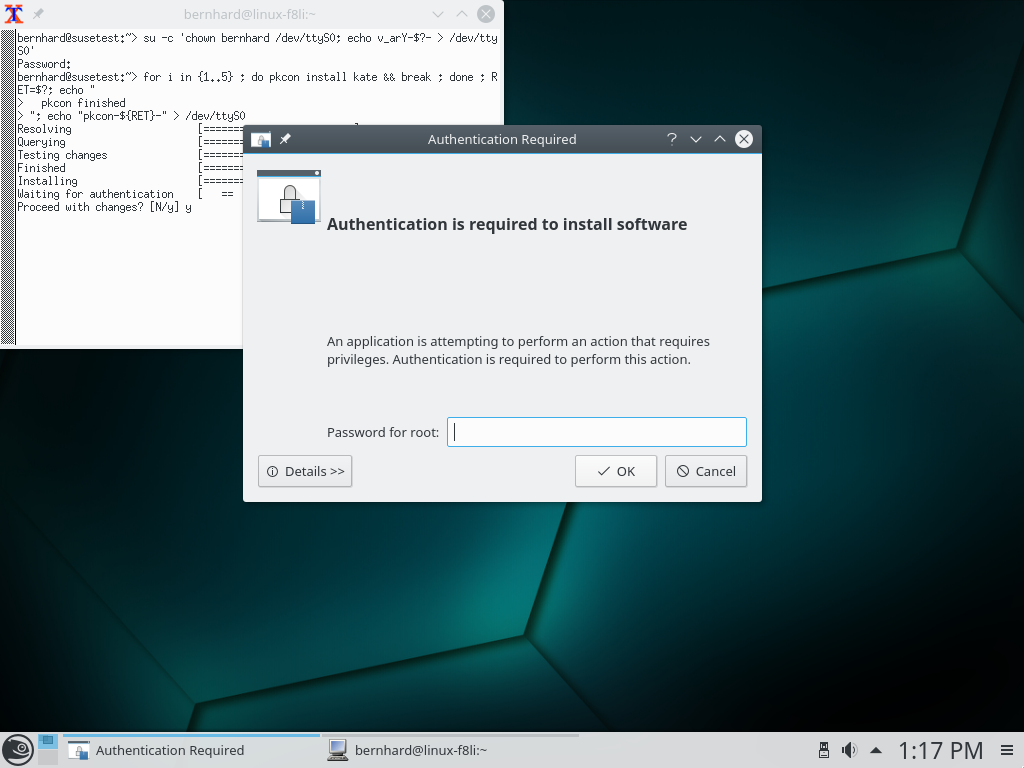 bernhard@linux-f8li:~
bernhard@susetest:~> su -c 'chown bernhard /dev/ttyS0; echo v_arY-$?- > /dev/tty
S0'
Password:
bernhard@susetest:~> for i in {1..5} ; do pkcon install kate && break ; done ; R
ET=$?; echo "
>   pkcon finished
> "; echo "pkcon-${RET}-" > /dev/ttyS0
Resolving [=======
Querying [=======
Testing changes [=======
Finished [=======
Installing [=======
Waiting for authentication [   ==
Proceed with changes? [N/y] y
Authentication Required
Authentication is required to install software
An application is attempting to perform an action that requires
privileges. Authentication is required to perform this action.
Password for root:
Details >>
OK
Cancel
Authentication Required
bernhard@linux-f8li:~
1:17 PM